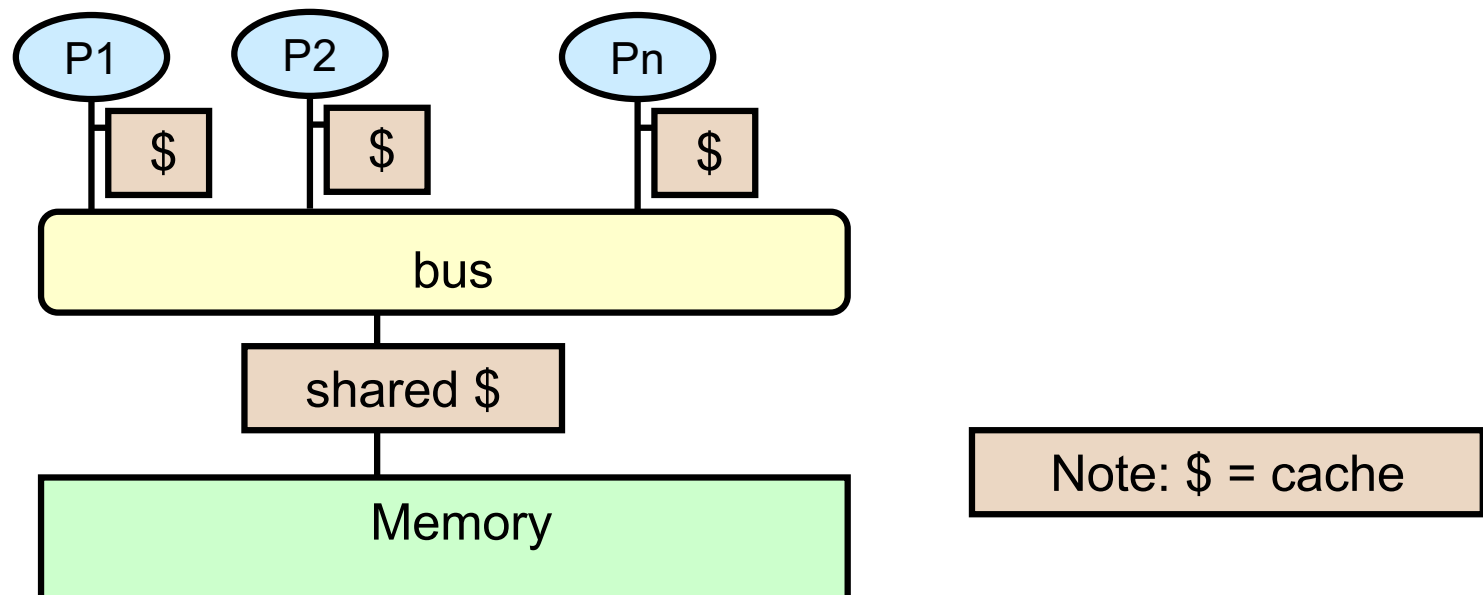 P1
P2
Pn
$
$
$
bus
shared $
Note: $ = cache
Memory